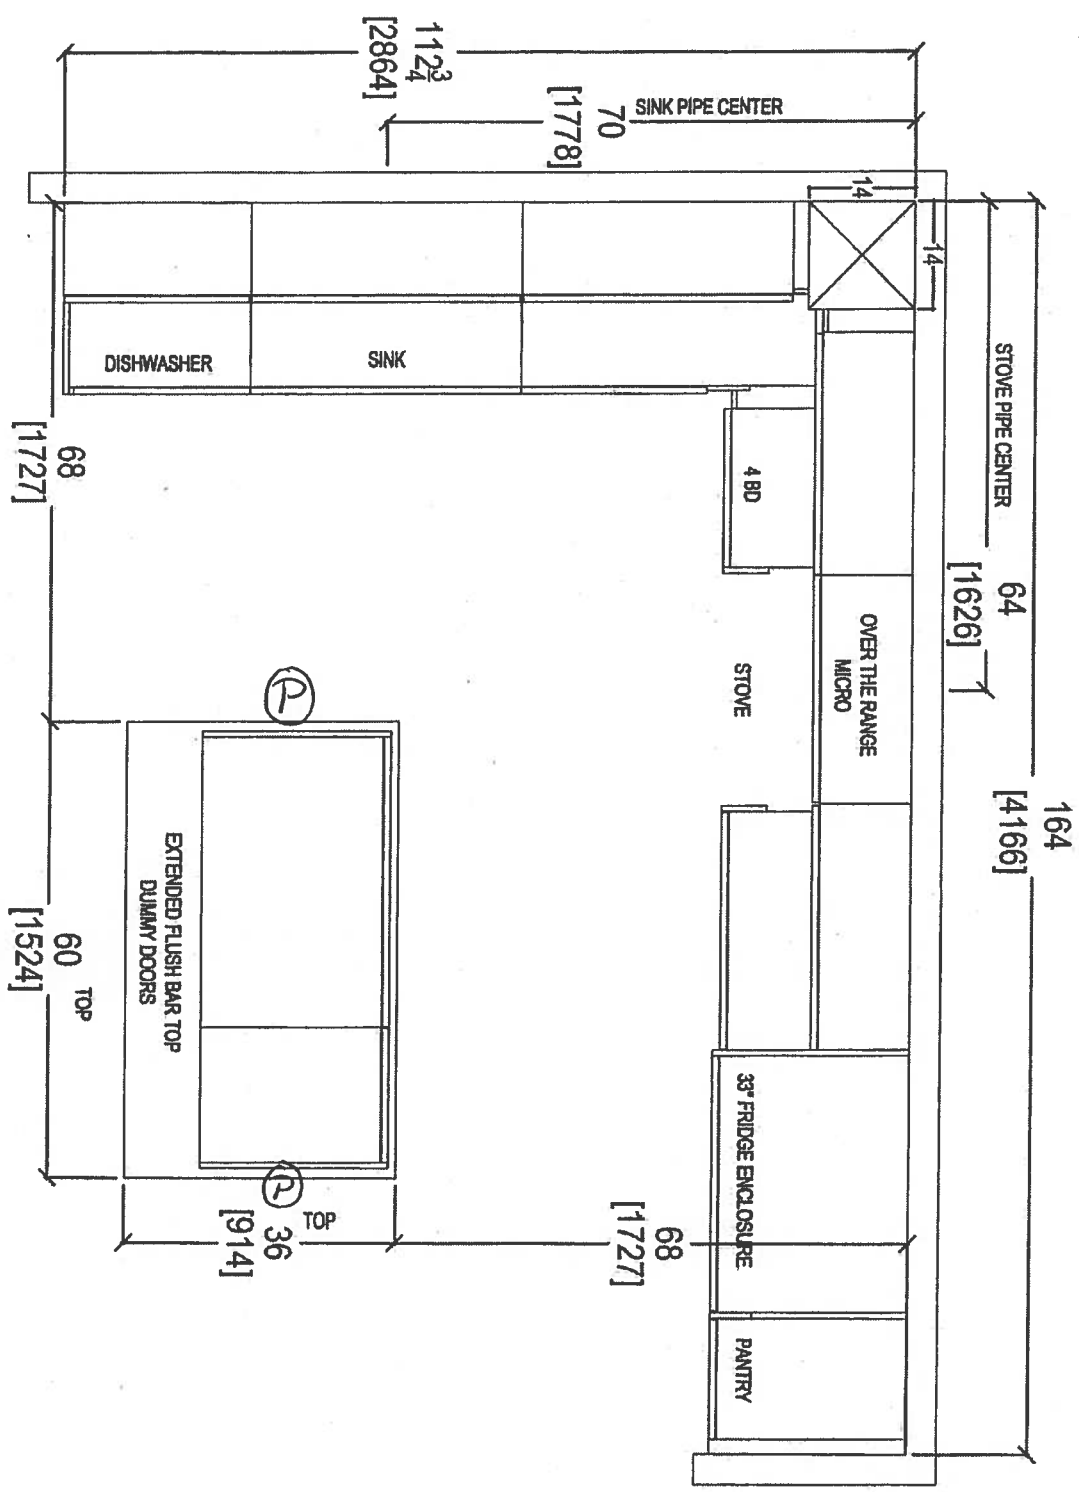 112 3/4
[2864]
70
[1778]
SINK PIPE CENTER
14
14
STOVE PIPE CENTER
64
[1626]
164
[4166]
DISHWASHER
SINK
68
[1727]
4 BD
STOVE
OVER THE RANGE
MICRO
P
EXTENDED FLUSH BAR TOP
DUMMY DOORS
60
[1524]
TOP
P
36
[914]
TOP
68
[1727]
33" FRIDGE ENCLOSURE
PANTRY